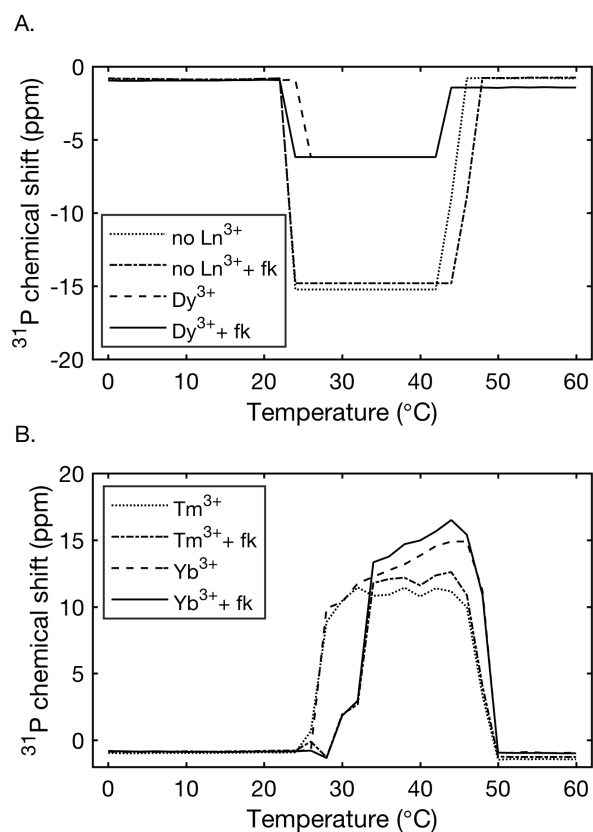 A.
0
-5
-10
-15
-20
³¹P chemical shift (ppm)
no Ln³⁺
no Ln³⁺ + fk
Dy³⁺
Dy³⁺ + fk
0 10 20 30 40 50 60
Temperature (°C)
B.
20
15
10
5
0
³¹P chemical shift (ppm)
Tm³⁺
Tm³⁺ + fk
Yb³⁺
Yb³⁺ + fk
0 10 20 30 40 50 60
Temperature (°C)